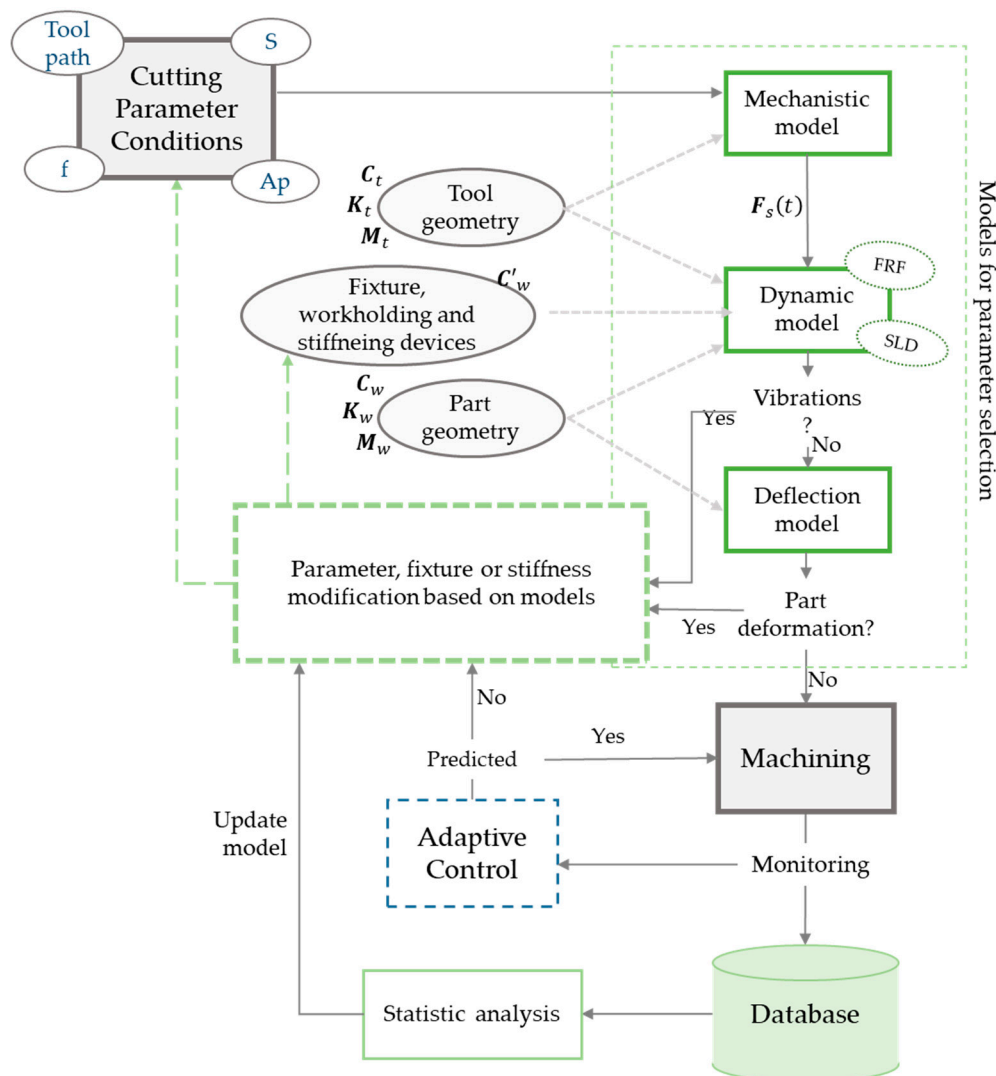 Tool
path
S
Cutting
Parameter
Conditions
f
Ap
Mechanistic
model
Models for parameter selection
C_t
K_t
M_t
Tool
geometry
F_s(t)
FRF
Dynamic
model
SLD
C'_w
Fixture,
workholding and
stiffneing devices
C_w
K_w
M_w
Part
geometry
Vibrations
?
Yes
No
Deflection
model
Parameter, fixture or stiffness
modification based on models
Part
deformation?
Yes
No
No
Predicted
Yes
Machining
Update
model
Adaptive
Control
Monitoring
Statistic analysis
Database